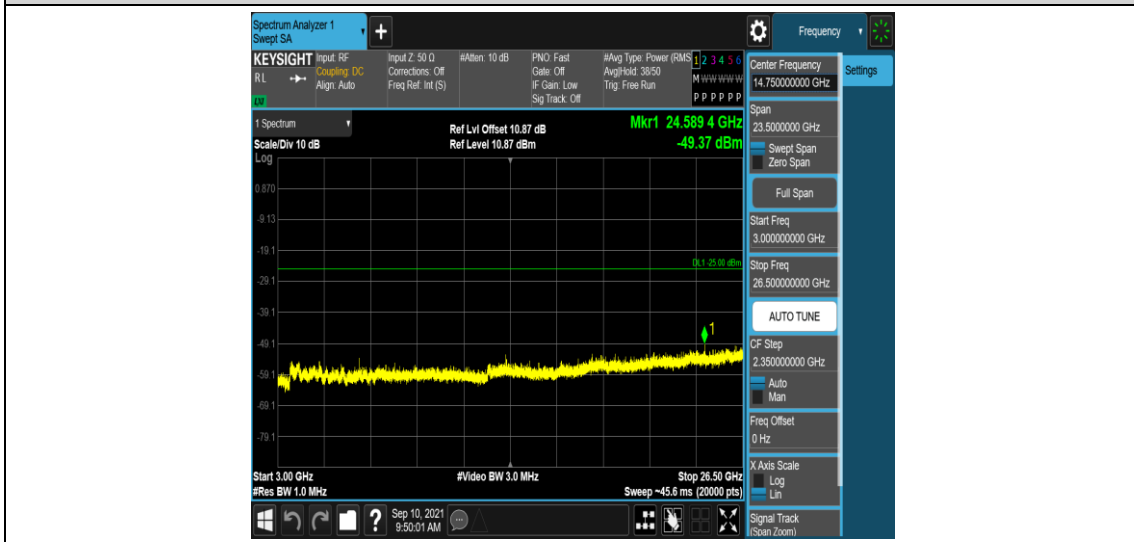 Spectrum Analyzer 1
Swept SA
+
Frequency
KEYSIGHT
RL
LXI
Input: RF
Coupling: DC
Align: Auto
Input Z: 50 Ω
Corrections: Off
Freq Ref: Int (S)
#Atten: 10 dB
PNO: Fast
Gate: Off
IF Gain: Low
Sig Track: Off
#Avg Type: Power (RMS
Avg|Hold: 38/50
Trig: Free Run
1 2 3 4 5 6
M W W W W W
P P P P P P
1 Spectrum
Scale/Div 10 dB
Log
Ref Lvl Offset 10.87 dB
Ref Level 10.87 dBm
Mkr1 24.589 4 GHz
-49.37 dBm
0.870
-9.13
-19.1
DL1 -25.00 dBm
-29.1
-39.1
1
-49.1
-59.1
-69.1
-79.1
Start 3.00 GHz
#Res BW 1.0 MHz
#Video BW 3.0 MHz
Stop 26.50 GHz
Sweep ~45.6 ms (20000 pts)
?
Sep 10, 2021
9:50:01 AM
Center Frequency
14.750000000 GHz
Settings
Span
23.5000000 GHz
Swept Span
Zero Span
Full Span
Start Freq
3.000000000 GHz
Stop Freq
26.500000000 GHz
AUTO TUNE
CF Step
2.350000000 GHz
Auto
Man
Freq Offset
0 Hz
X Axis Scale
Log
Lin
Signal Track
(Span Zoom)